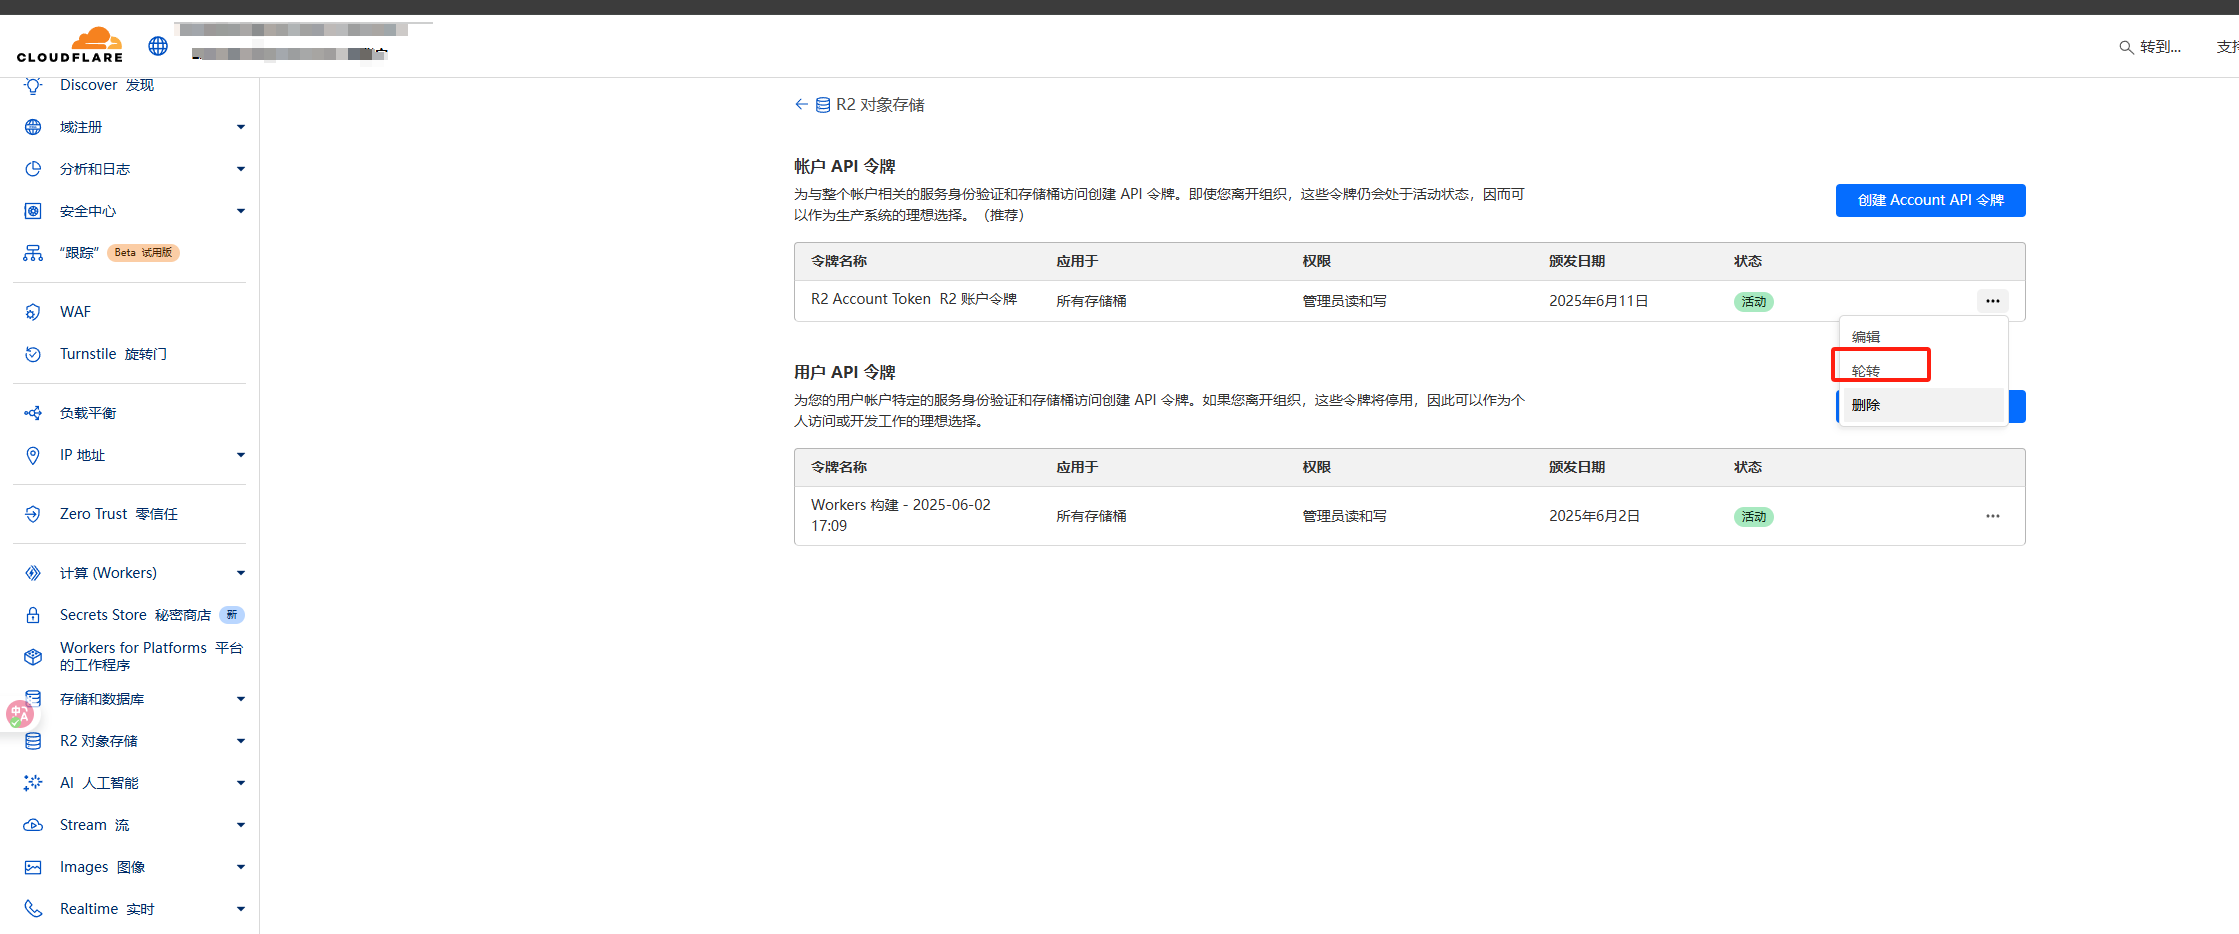 CLOUDFLARE
转到...
支持
Discover 发现
域注册
分析和日志
安全中心
“跟踪” Beta 试用版
WAF
Turnstile 旋转门
负载平衡
IP 地址
Zero Trust 零信任
计算 (Workers)
Secrets Store 秘密商店 新
Workers for Platforms 平台
的工作程序
存储和数据库
R2 对象存储
AI 人工智能
Stream 流
Images 图像
Realtime 实时
R2 对象存储
帐户 API 令牌
为与整个帐户相关的服务身份验证和存储桶访问创建 API 令牌。即使您离开组织，这些令牌仍会处于活动状态，因而可
以作为生产系统的理想选择。（推荐）
创建 Account API 令牌
令牌名称 应用于 权限 颁发日期 状态
R2 Account Token R2 账户令牌 所有存储桶 管理员读和写 2025年6月11日 活动
编辑
轮转
删除
用户 API 令牌
为您的用户帐户特定的服务身份验证和存储桶访问创建 API 令牌。如果您离开组织，这些令牌将停用，因此可以作为个
人访问或开发工作的理想选择。
令牌名称 应用于 权限 颁发日期 状态
Workers 构建 - 2025-06-02
17:09
所有存储桶 管理员读和写 2025年6月2日 活动